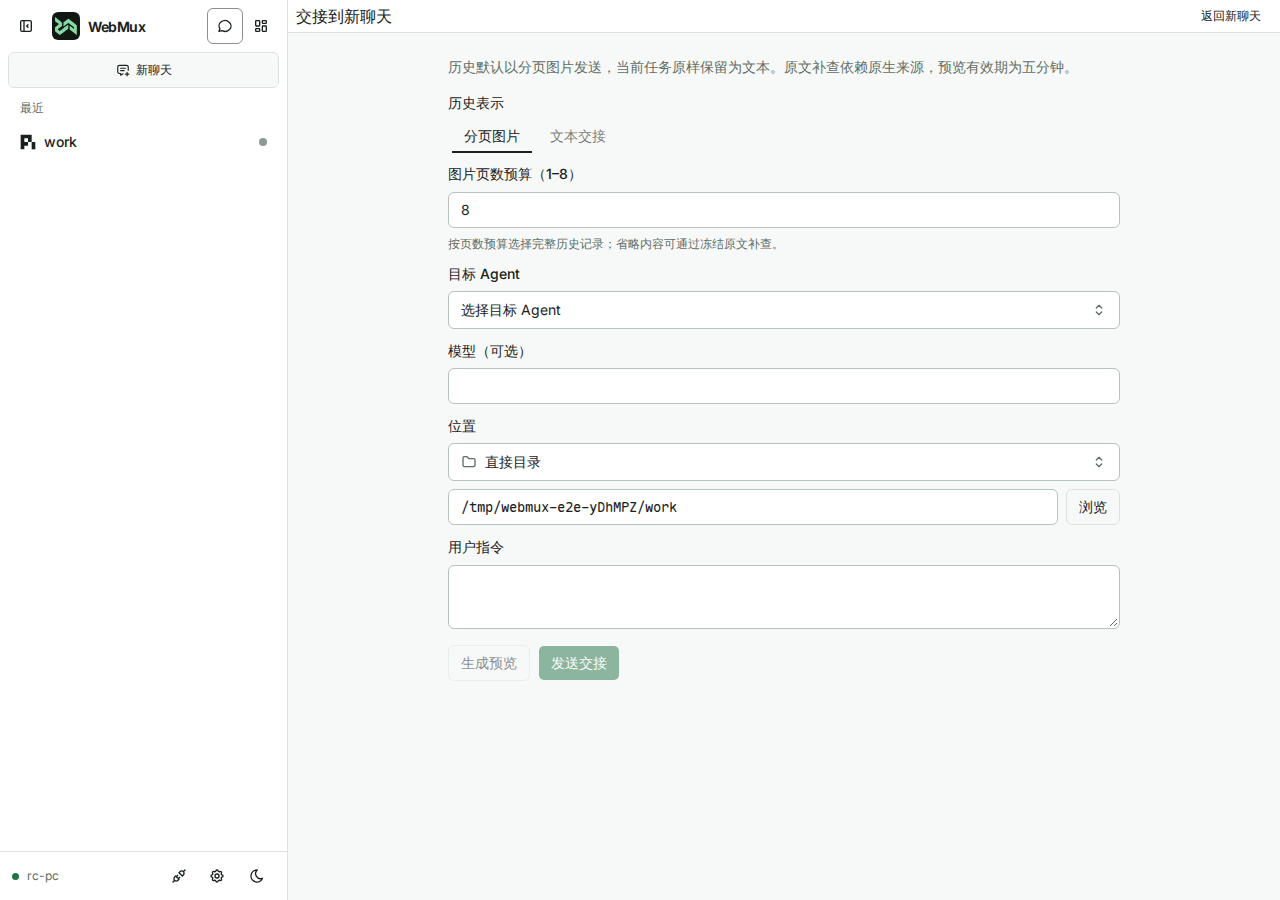 WebMux
新聊天
最近
work
rc-pc
交接到新聊天
返回新聊天
历史默认以分页图片发送，当前任务原样保留为文本。原文补查依赖原生来源，预览有效期为五分钟。
历史表示
分页图片 文本交接
图片页数预算（1–8）
8
按页数预算选择完整历史记录；省略内容可通过冻结原文补查。
目标 Agent
选择目标 Agent
模型（可选）
位置
直接目录
/tmp/webmux-e2e-yDhMPZ/work 浏览
用户指令
生成预览 发送交接